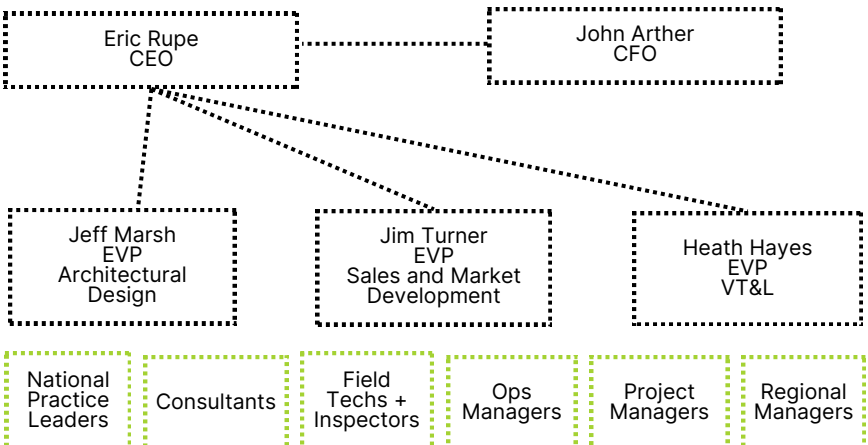 Eric Rupe
CEO
John Arther
CFO
Jeff Marsh
EVP
Architectural
Design
Jim Turner
EVP
Sales and Market
Development
Heath Hayes
EVP
VT&L
National
Practice
Leaders
Consultants
Field
Techs +
Inspectors
Ops
Managers
Project
Managers
Regional
Managers